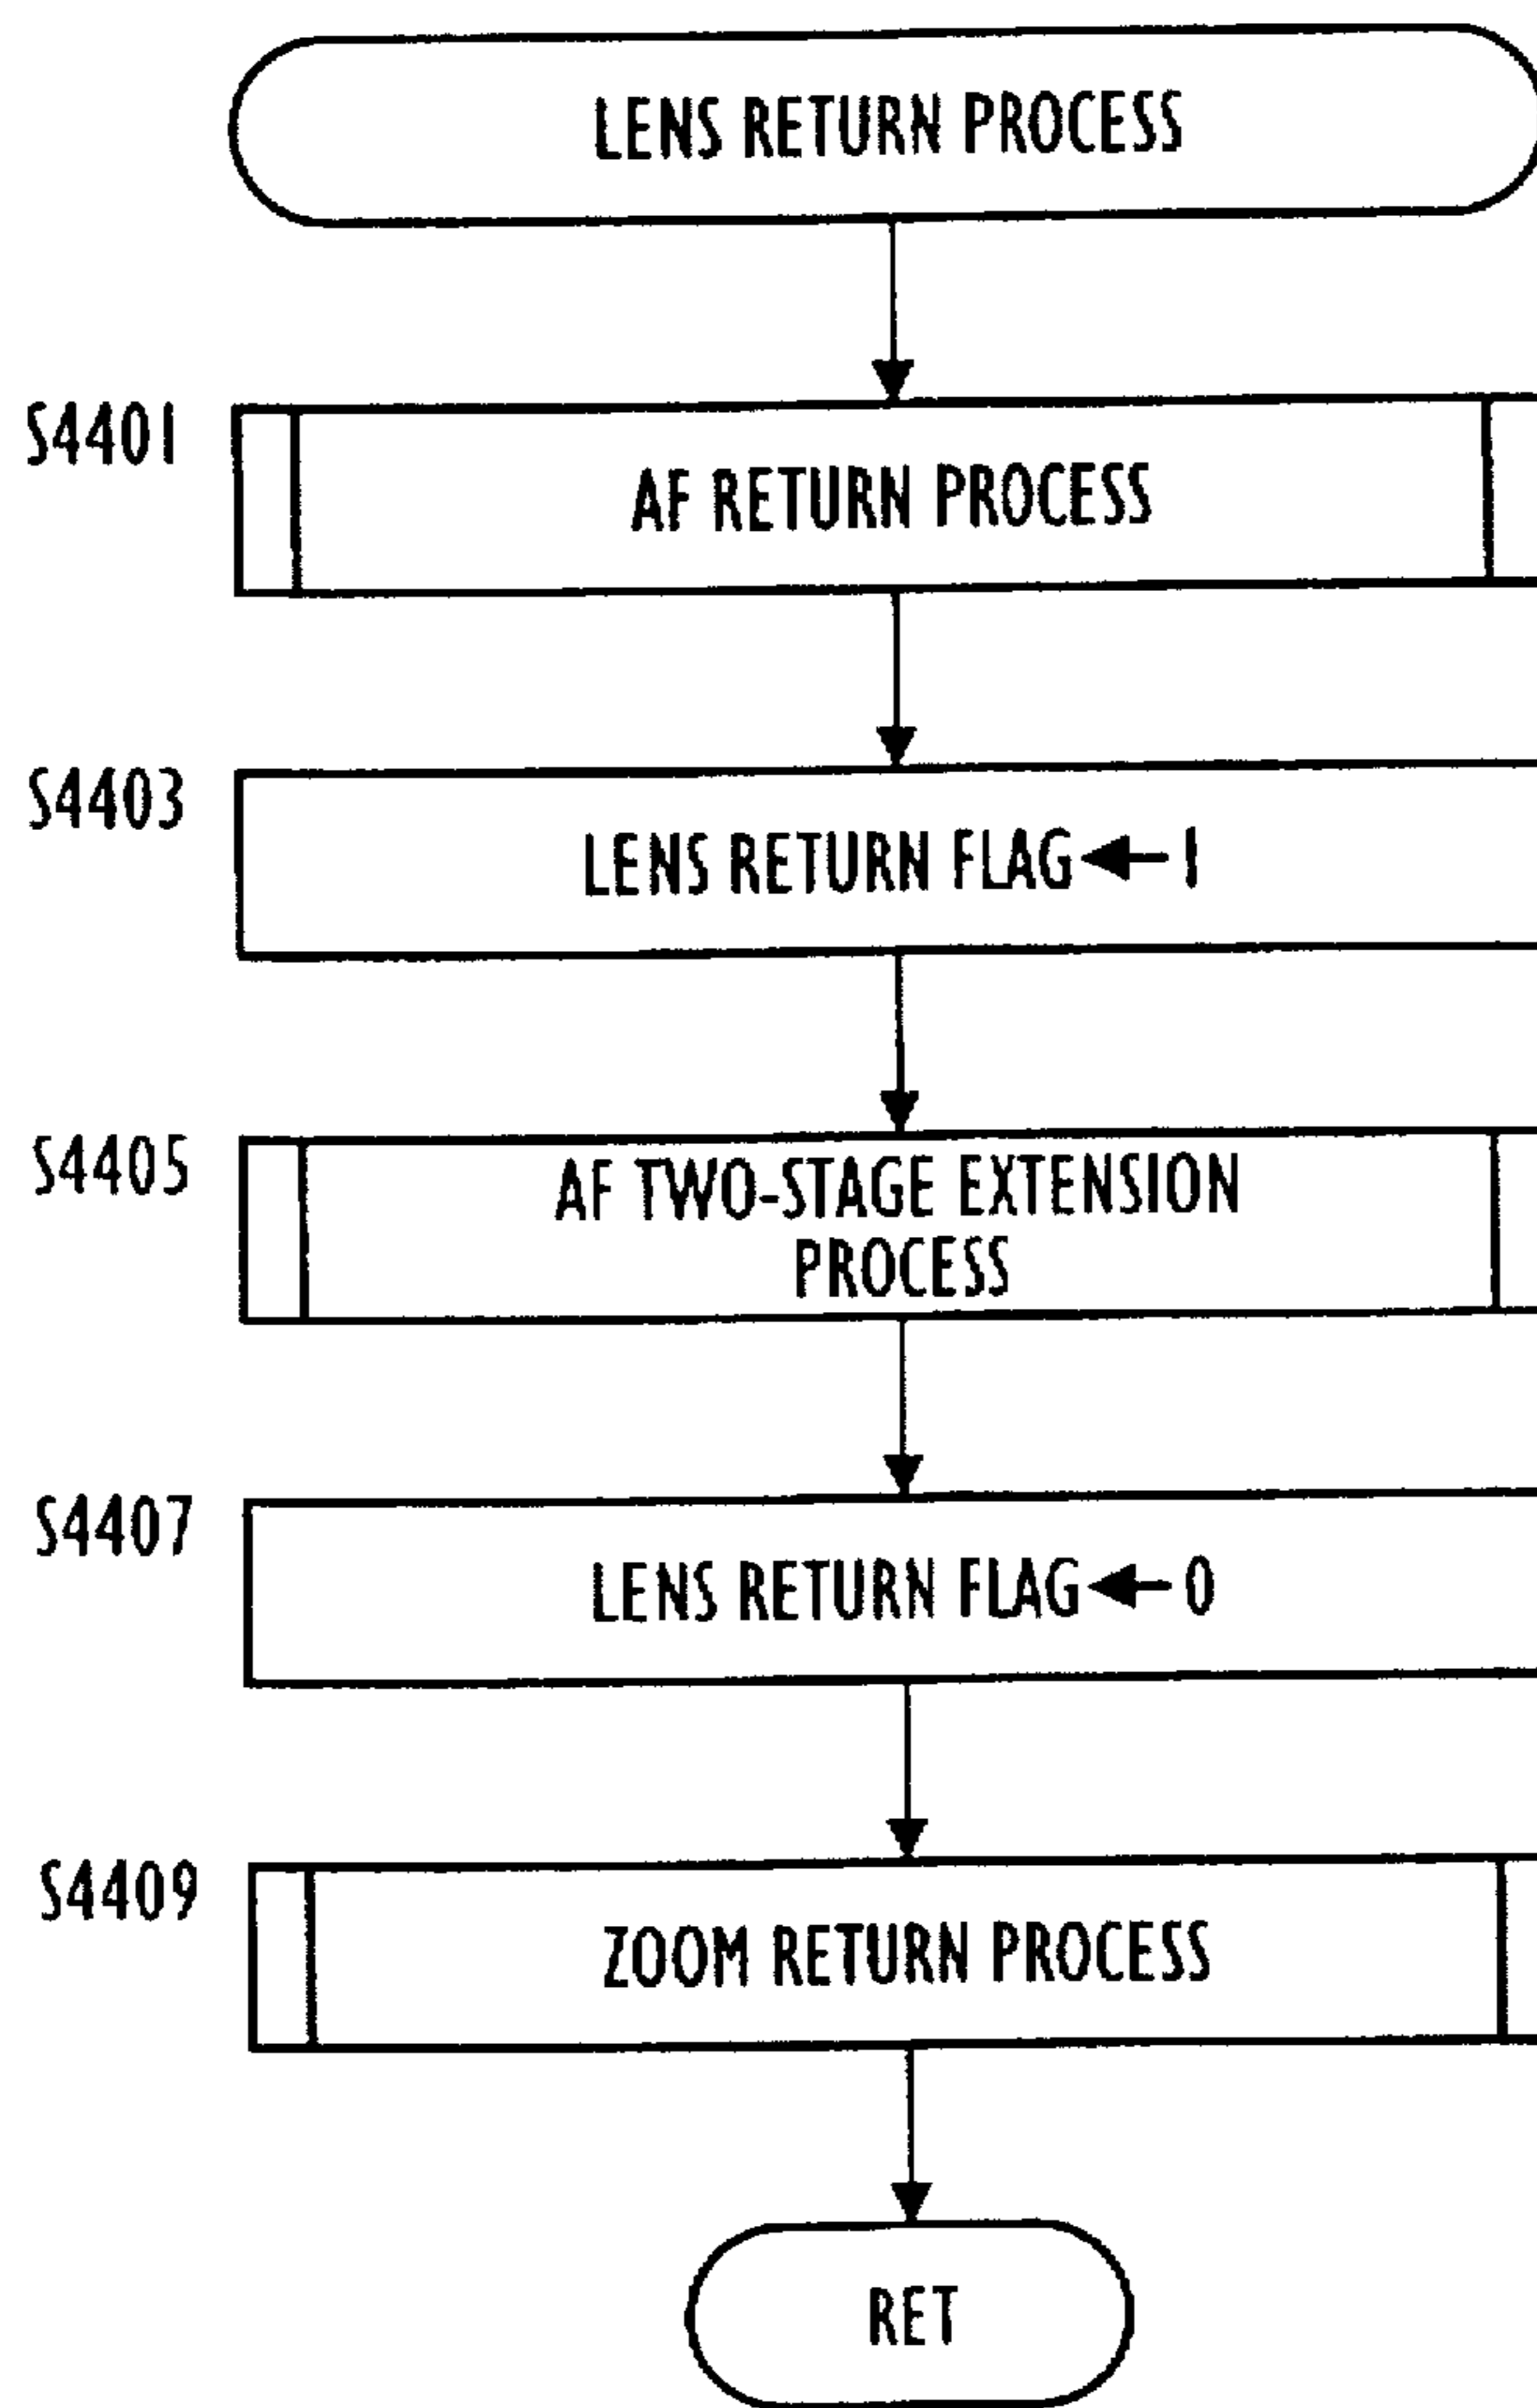 LENS RETURN PROCESS
S4401
AF RETURN PROCESS
S4403
LENS RETURN FLAG←1
S4405
AF TWO-STAGE EXTENSION
PROCESS
S4407
LENS RETURN FLAG←0
S4409
ZOOM RETURN PROCESS
RET